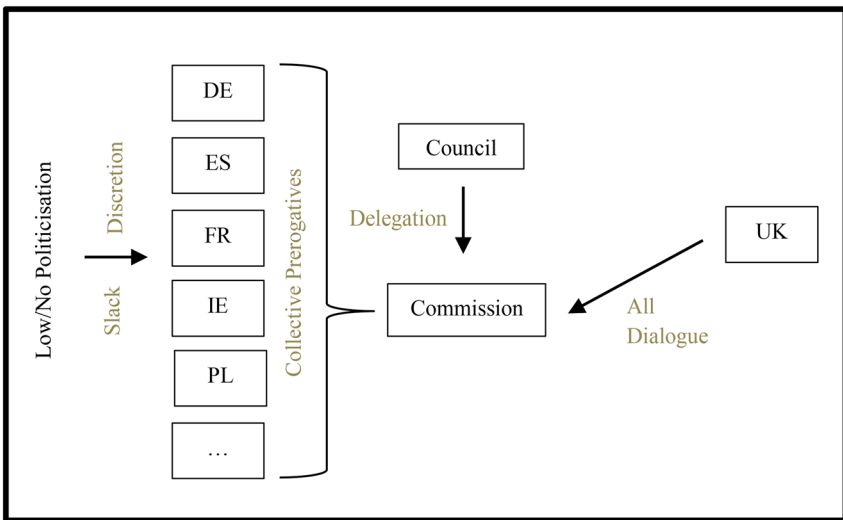 Low/No Politicisation
Discretion
Slack
DE
ES
FR
IE
PL
…
Collective Prerogatives
Council
Delegation
Commission
UK
All
Dialogue